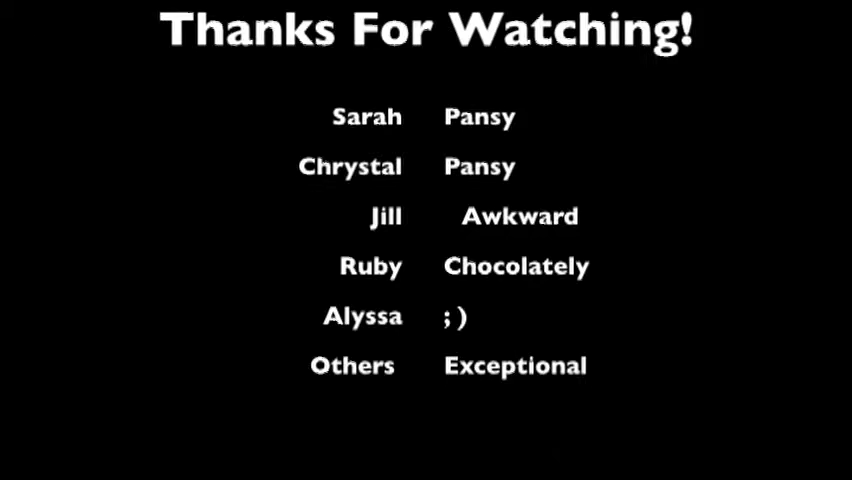 Thanks For Watching!
Sarah Pansy
Chrystal Pansy
Jill Awkward
Ruby Chocolately
Alyssa ; )
Others Exceptional